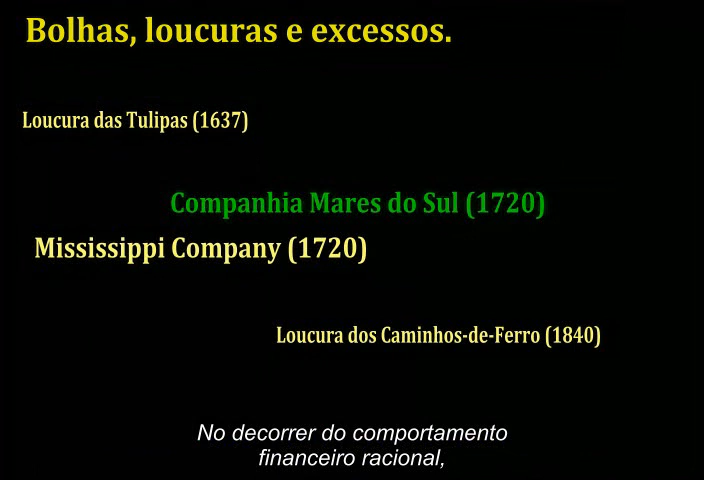 Bolhas, loucuras e excessos.
Loucura das Tulipas (1637)
Companhia Mares do Sul (1720)
Mississippi Company (1720)
Loucura dos Caminhos-de-Ferro (1840)
No decorrer do comportamento
financeiro racional,